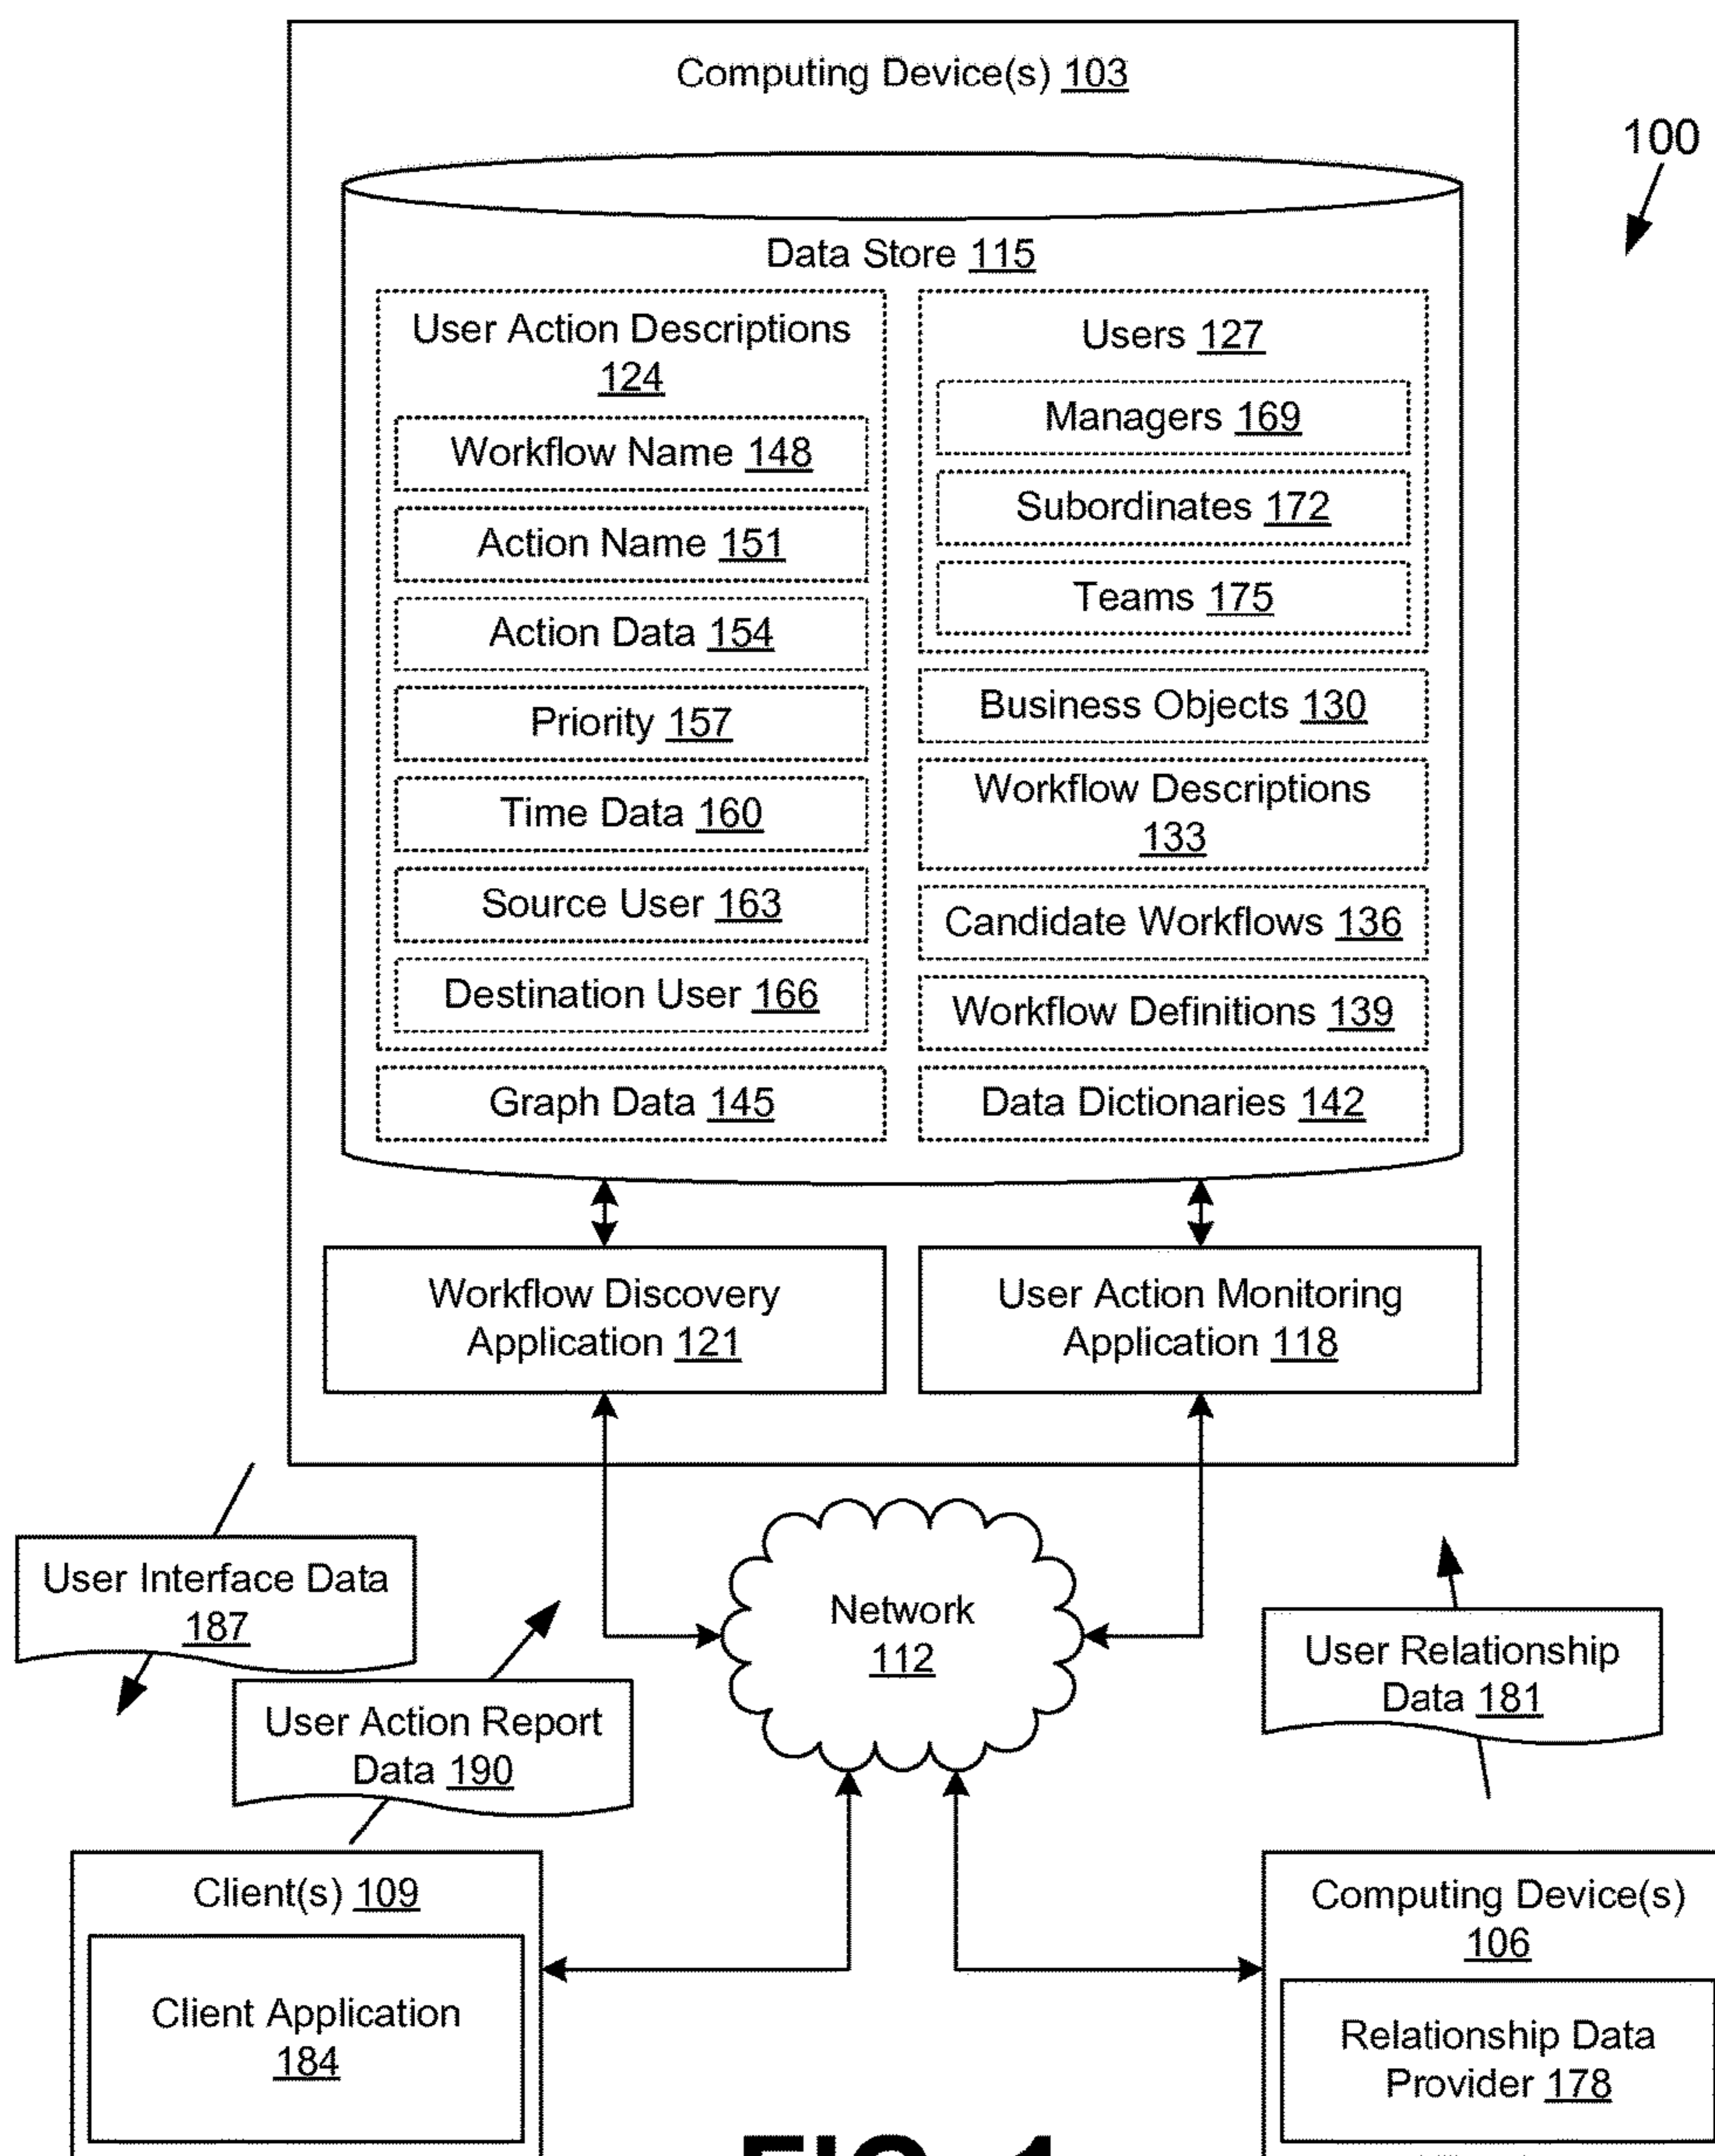 Computing Device(s) 103
100
Data Store 115
User Action Descriptions
124
Workflow Name 148
Action Name 151
Action Data 154
Priority 157
Time Data 160
Source User 163
Destination User 166
Graph Data 145
Users 127
Managers 169
Subordinates 172
Teams 175
Business Objects 130
Workflow Descriptions
133
Candidate Workflows 136
Workflow Definitions 139
Data Dictionaries 142
Workflow Discovery
Application 121
User Action Monitoring
Application 118
User Interface Data
187
User Action Report
Data 190
Network
112
User Relationship
Data 181
Client(s) 109
Client Application
184
Computing Device(s)
106
Relationship Data
Provider 178
FIG. 1